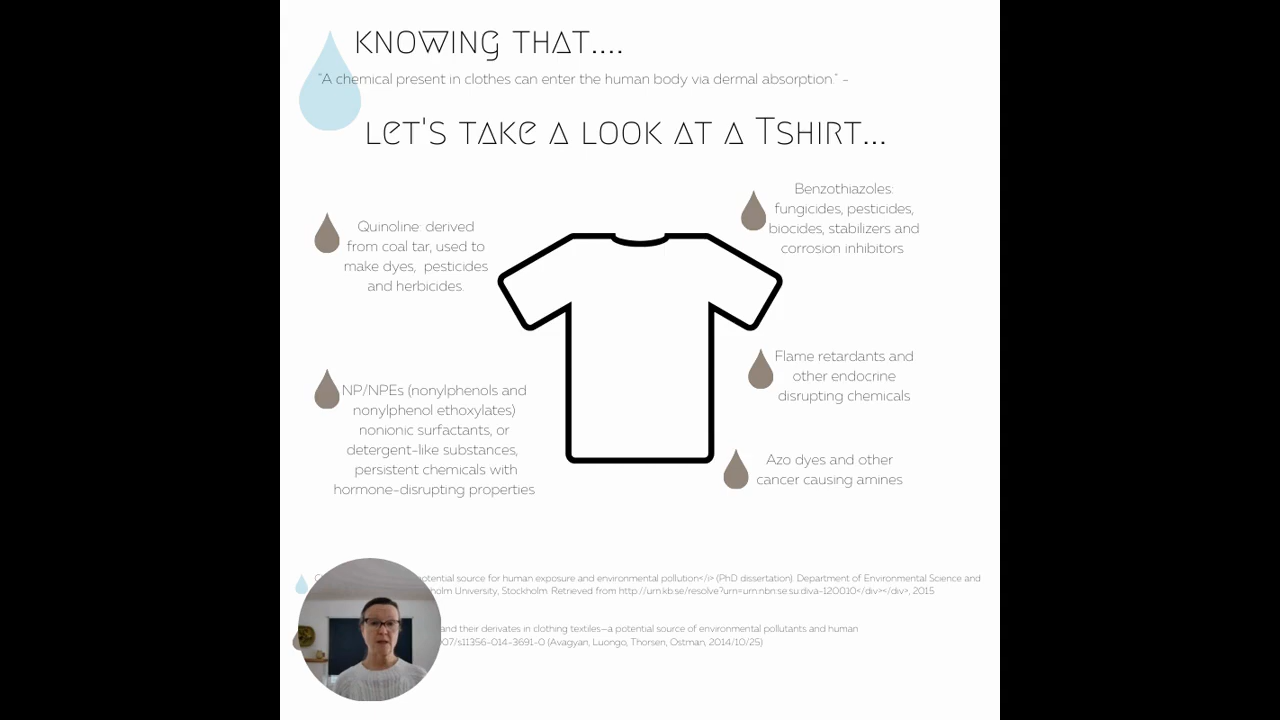 KNOWING THAT....
"A chemical present in clothes can enter the human body via dermal absorption." -
LET'S TAKE A LOOK AT A TSHIRT...
Benzothiazoles:
fungicides, pesticides,
biocides, stabilizers and
corrosion inhibitors
Quinoline: derived
from coal tar, used to
make dyes, pesticides
and herbicides.
Flame retardants and
other endocrine
disrupting chemicals
NP/NPEs (nonylphenols and
nonylphenol ethoxylates)
nonionic surfactants, or
detergent-like substances,
persistent chemicals with
hormone-disrupting properties
Azo dyes and other
cancer causing amines
potential source for human exposure and environmental pollution</i> (PhD dissertation). Department of Environmental Science and
holm University, Stockholm. Retrieved from http://urn.kb.se/resolve?urn=urn:nbn:se:su:diva-120010</div></div>, 2015
and their derivates in clothing textiles—a potential source of environmental pollutants and human
007/s11356-014-3691-0 (Avagyan, Luongo, Thorsen, Ostman, 2014/10/25)